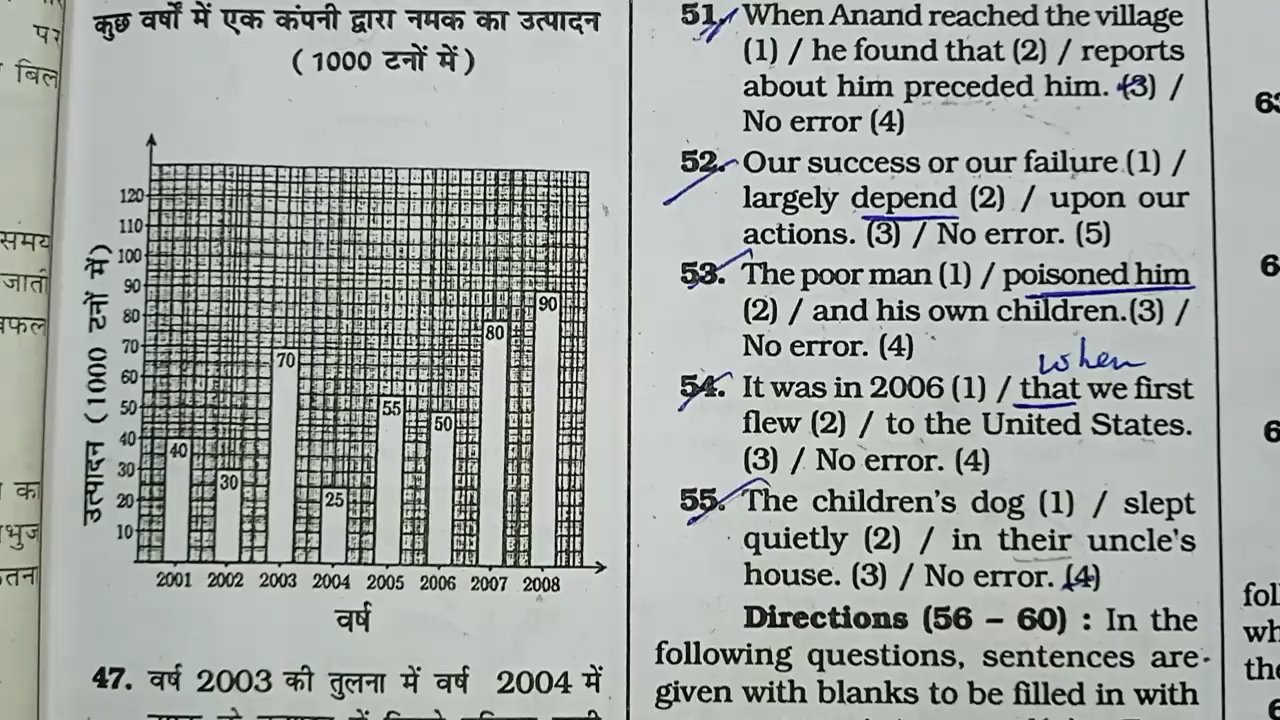 पर
बिल
समय
जाती
का
तना
कुछ वर्षों में एक कंपनी द्वारा नमक का उत्पादन
( 1000 टनों में )
उत्पादन (1000 टनों में)
120
110
100
90
80
70
60
50
40
30
20
10
40
30
70
25
55
50
80
90
2001 2002 2003 2004 2005 2006 2007 2008
वर्ष
47. वर्ष 2003 की तुलना में वर्ष 2004 में
51. When Anand reached the village
(1) / he found that (2) / reports
about him preceded him. (3) /
No error (4)
52. Our success or our failure (1) /
largely depend (2) / upon our
actions. (3) / No error. (5)
53. The poor man (1) / poisoned him
(2) / and his own children.(3) /
No error. (4)
when
54. It was in 2006 (1) / that we first
flew (2) / to the United States.
(3) / No error. (4)
55. The children's dog (1) / slept
quietly (2) / in their uncle's
house. (3) / No error. (4)
Directions (56 – 60) : In the
following questions, sentences are
given with blanks to be filled in with